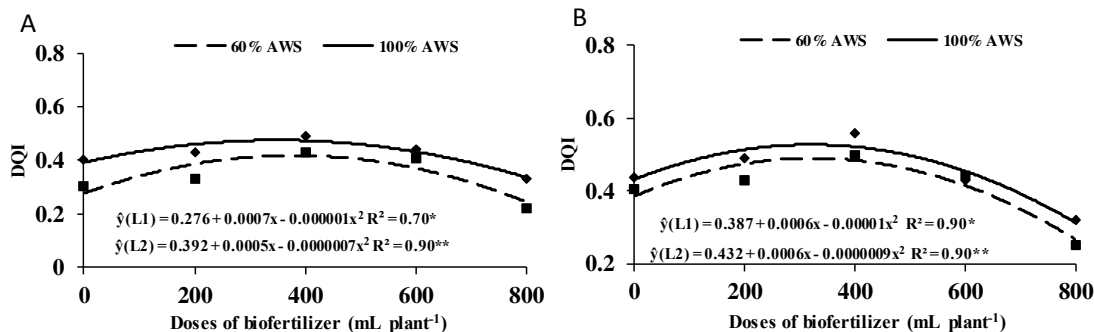 A
60% AWS 100% AWS
0.8
0.6
0.4
0.2
0
DQI
ŷ(L1) = 0.276 + 0.0007x - 0.000001x² R² = 0.70*
ŷ(L2) = 0.392 + 0.0005x - 0.0000007x² R² = 0.90**
0 200 400 600 800
Doses of biofertilizer (mL plant⁻¹)
B
60% AWS 100% AWS
0.8
0.6
0.4
0.2
DQI
ŷ(L1) = 0.387 + 0.0006x - 0.00001x² R² = 0.90*
ŷ(L2) = 0.432 + 0.0006x - 0.0000009x² R² = 0.90**
0 200 400 600 800
Doses of biofertilizer (mL plant⁻¹)